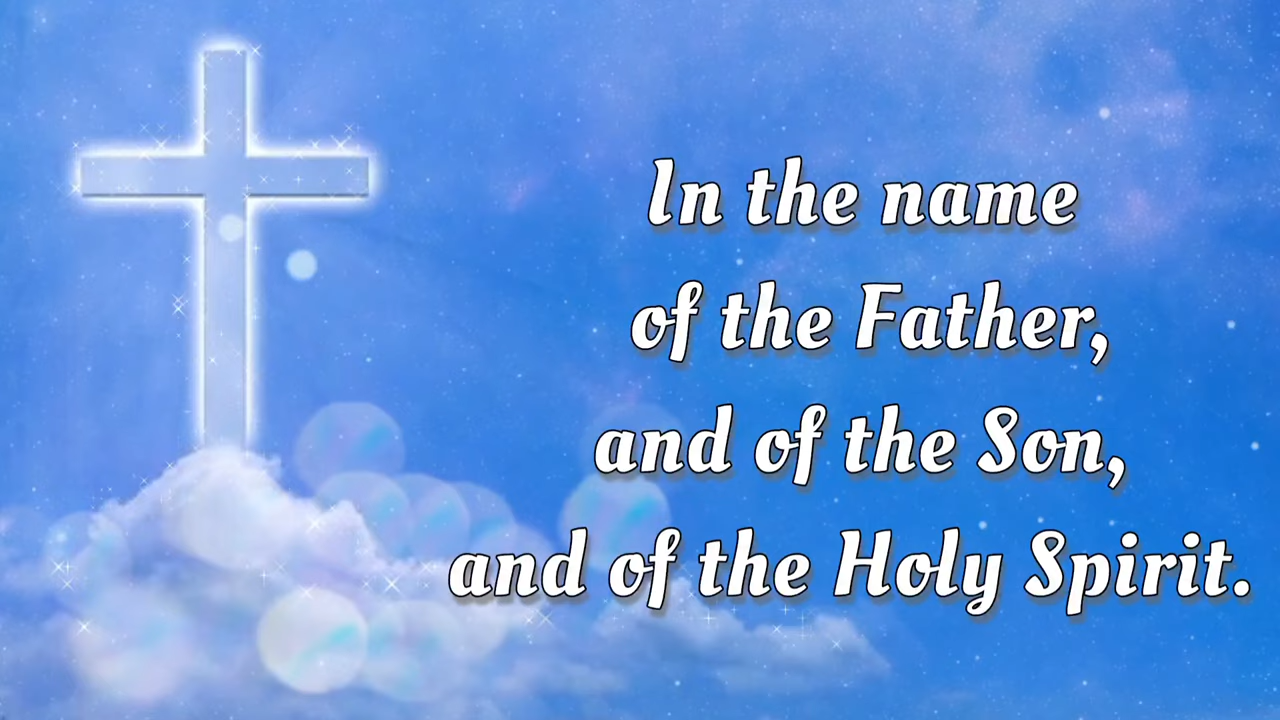 In the name
of the Father,
and of the Son,
and of the Holy Spirit.